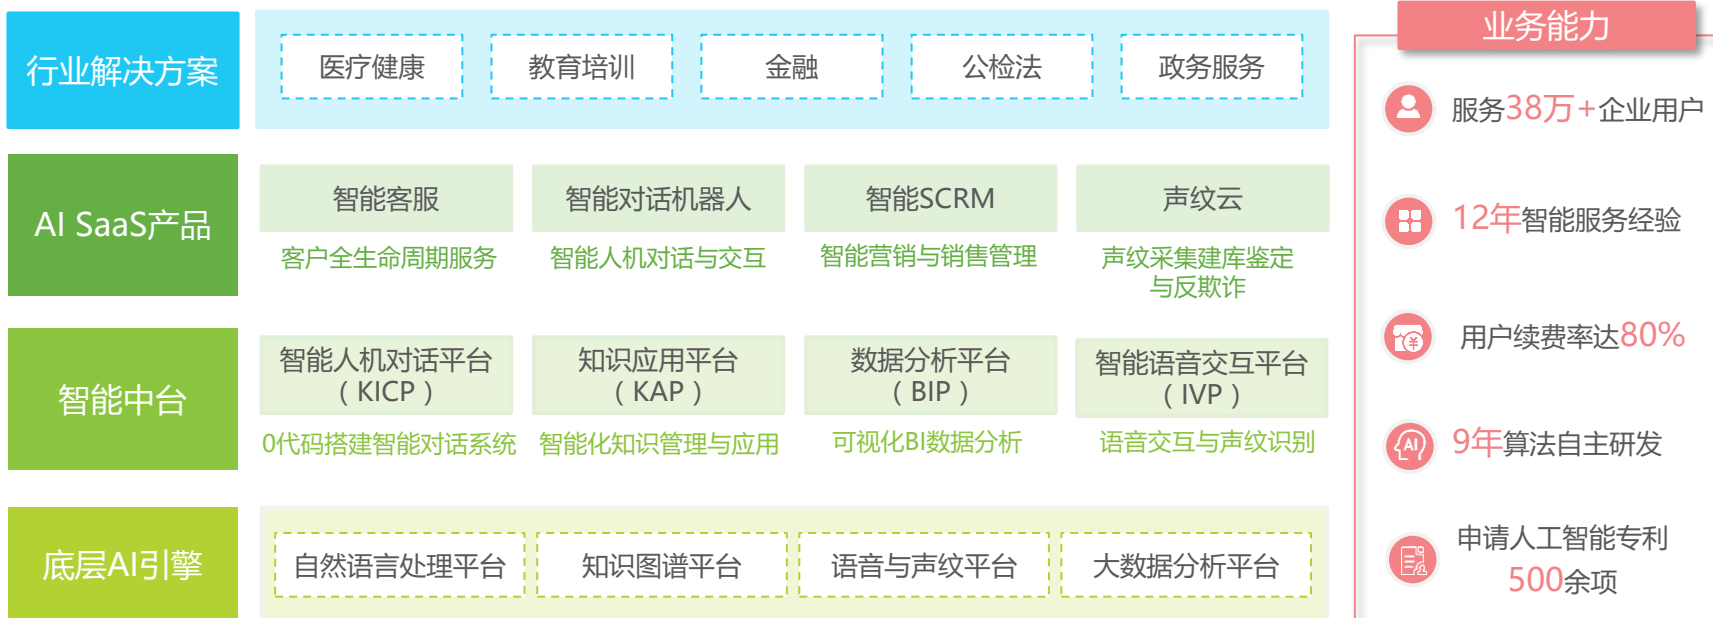 行业解决方案
医疗健康
教育培训
金融
公检法
政务服务
AI SaaS产品
智能客服
智能对话机器人
智能SCRM
声纹云
客户全生命周期服务
智能人机对话与交互
智能营销与销售管理
声纹采集建库鉴定
与反欺诈
智能中台
智能人机对话平台
（KICP）
知识应用平台
（KAP）
数据分析平台
（BIP）
智能语音交互平台
（IVP）
0代码搭建智能对话系统
智能化知识管理与应用
可视化BI数据分析
语音交互与声纹识别
底层AI引擎
自然语言处理平台
知识图谱平台
语音与声纹平台
大数据分析平台
业务能力
服务38万+企业用户
12年智能服务经验
¥
用户续费率达80%
AI
9年算法自主研发
申请人工智能专利
500余项